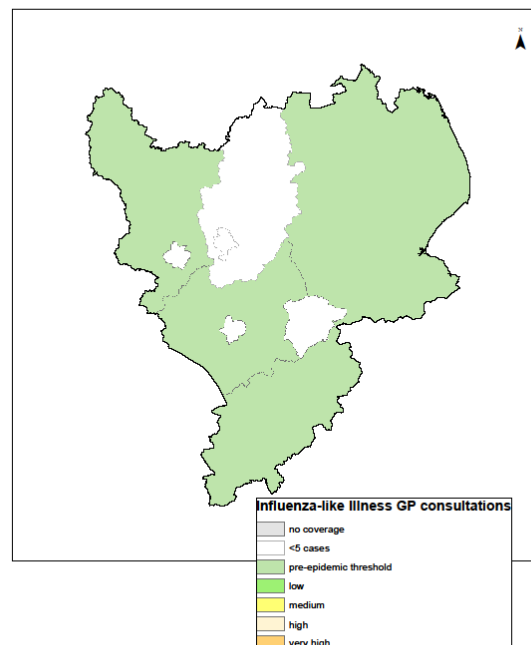 N
Influenza-like Illness GP consultations
no coverage
<5 cases
pre-epidemic threshold
low
medium
high
very high